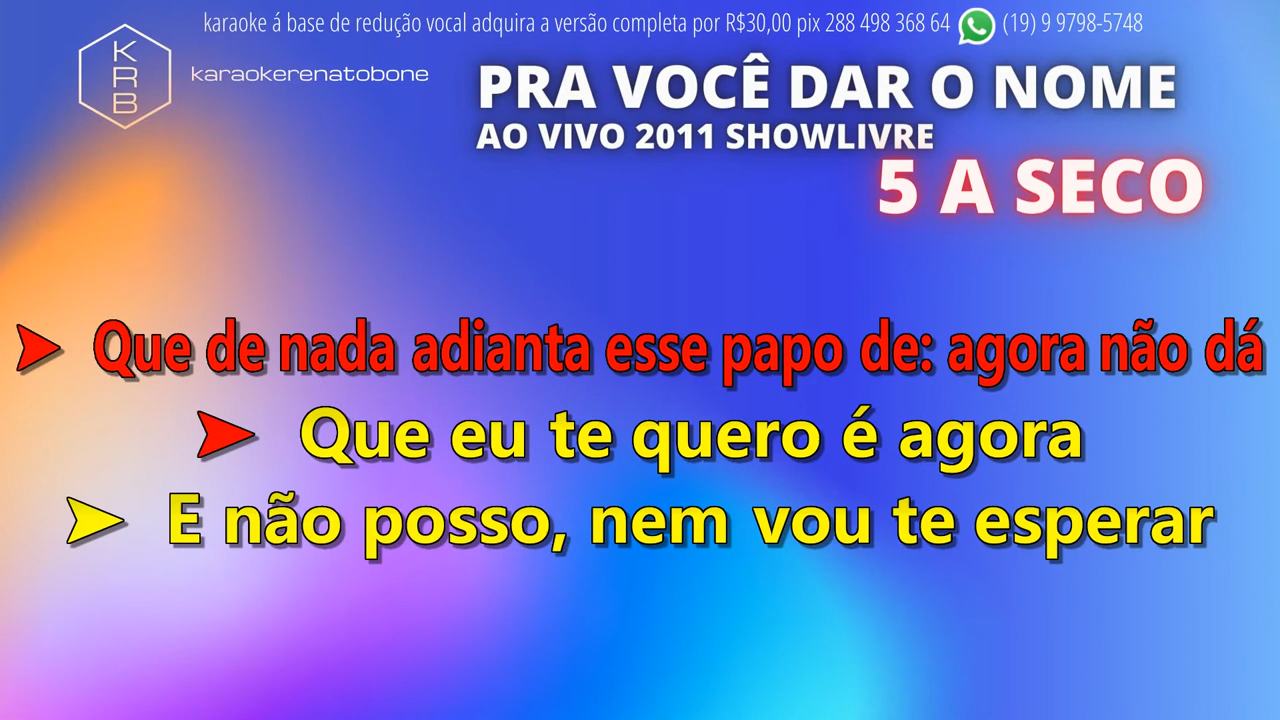 karaoke á base de redução vocal adquira a versão completa por R$30,00 pix 288 498 368 64 (19) 9 9798-5748
KRB
karaokerenatobone
PRA VOCÊ DAR O NOME
AO VIVO 2011 SHOWLIVRE
5 A SECO
➤ Que de nada adianta esse papo de: agora não dá
➤ Que eu te quero é agora
➤ E não posso, nem vou te esperar